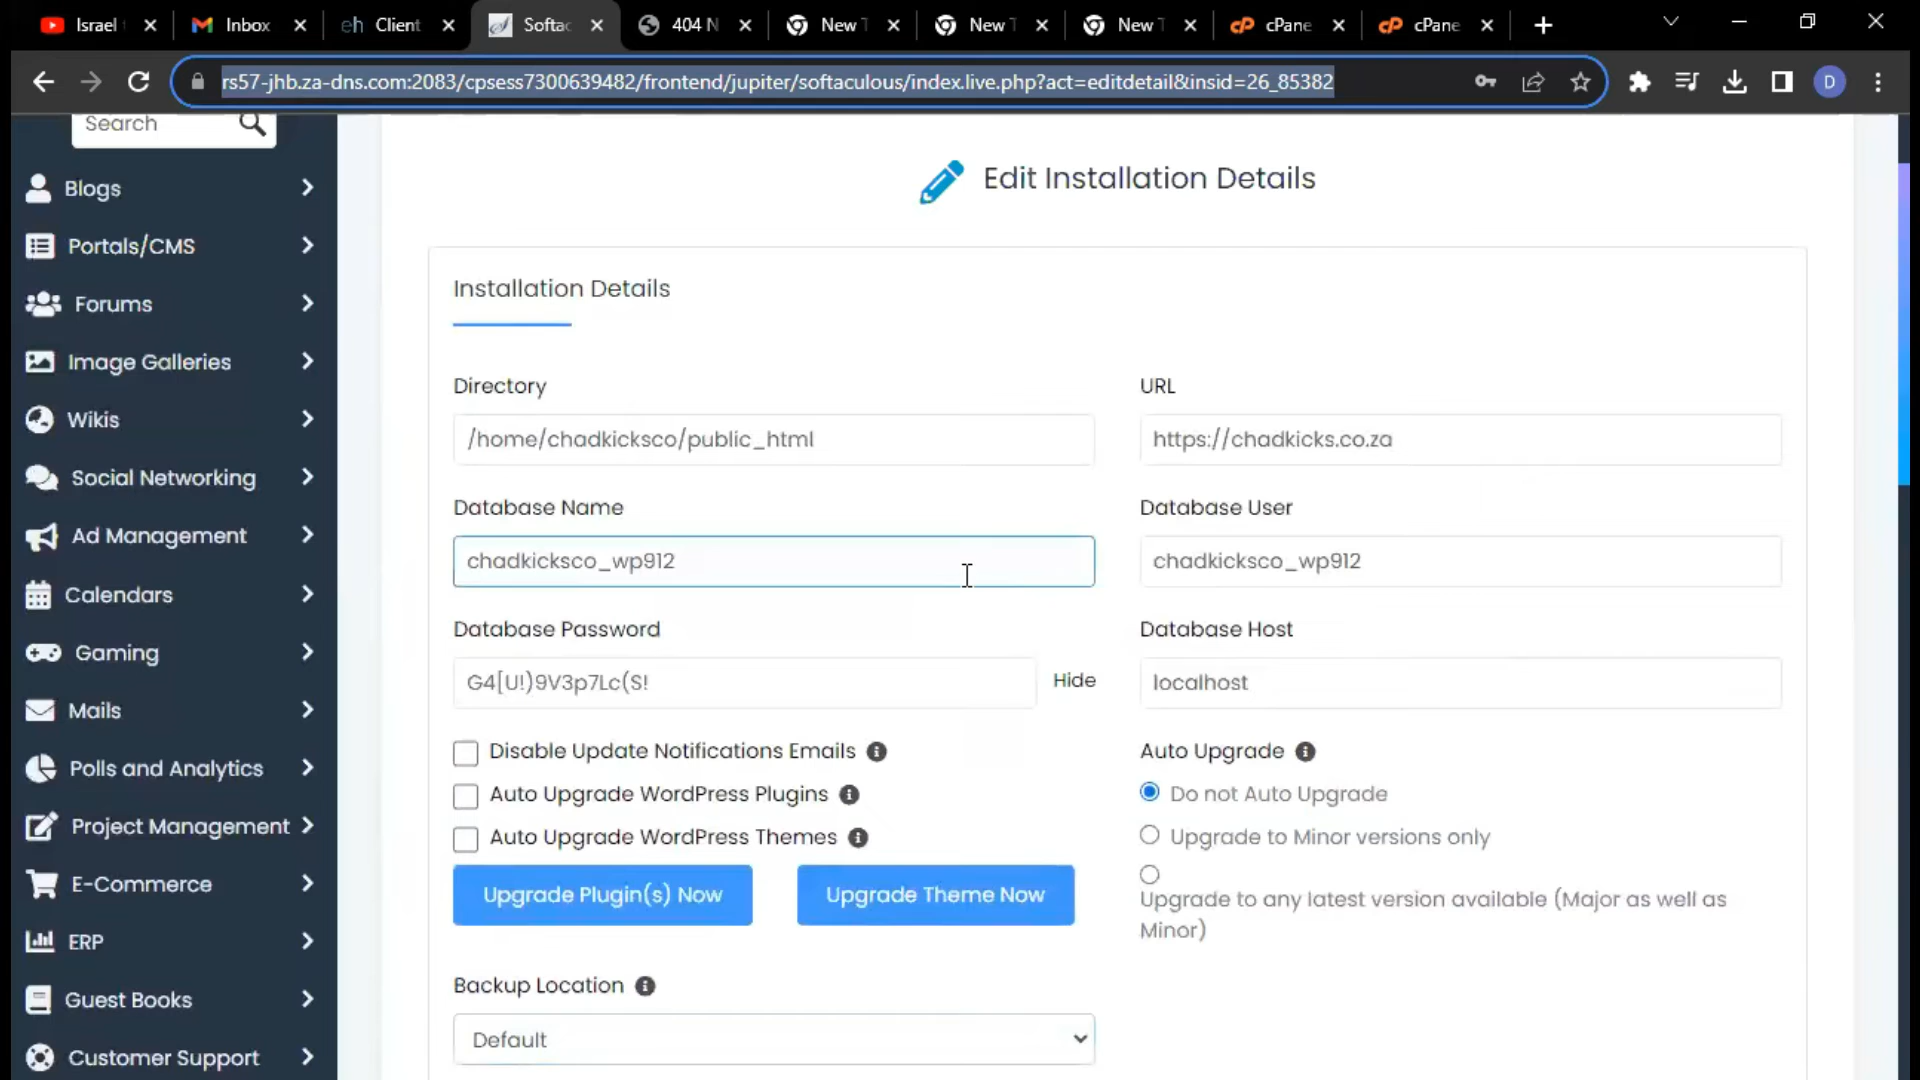 Israel
Inbox
eh Client
Softac
404 N
New T
New T
New T
cP cPane
cP cPane
rs57-jhb.za-dns.com:2083/cpsess7300639482/frontend/jupiter/softaculous/index.live.php?act=editdetail&insid=26_85382
D
Search
Blogs
Portals/CMS
Forums
Image Galleries
Wikis
Social Networking
Ad Management
Calendars
Gaming
Mails
Polls and Analytics
Project Management
E-Commerce
ERP
Guest Books
Customer Support
Edit Installation Details
Installation Details
Directory
/home/chadkicksco/public_html
URL
https://chadkicks.co.za
Database Name
chadkicksco_wp912
Database User
chadkicksco_wp912
Database Password
G4[U!)9V3p7Lc(S!
Hide
Database Host
localhost
Disable Update Notifications Emails
Auto Upgrade WordPress Plugins
Auto Upgrade WordPress Themes
Upgrade Plugin(s) Now
Upgrade Theme Now
Auto Upgrade
Do not Auto Upgrade
Upgrade to Minor versions only
Upgrade to any latest version available (Major as well as
Minor)
Backup Location
Default